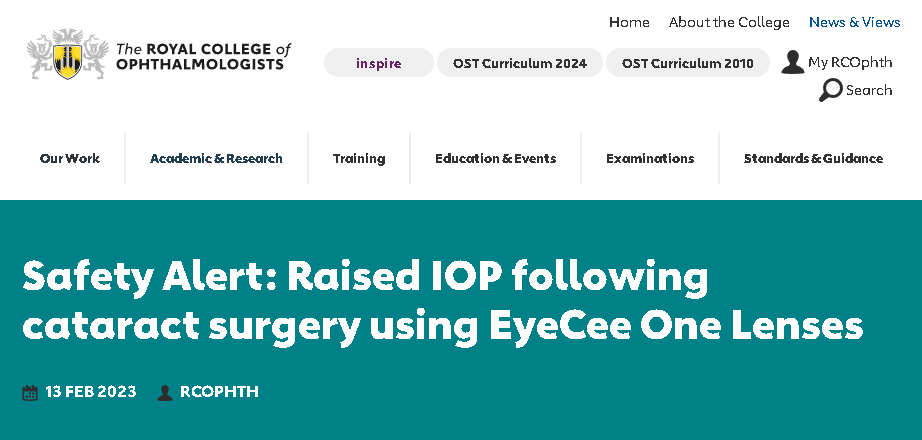 Home About the College News & Views
The ROYAL COLLEGE of
OPHTHALMOLOGISTS
inspire OST Curriculum 2024 OST Curriculum 2010 My RCOphth
Search
Our Work Academic & Research Training Education & Events Examinations Standards & Guidance
Safety Alert: Raised IOP following
cataract surgery using EyeCee One Lenses
13 FEB 2023 RCOPHTH